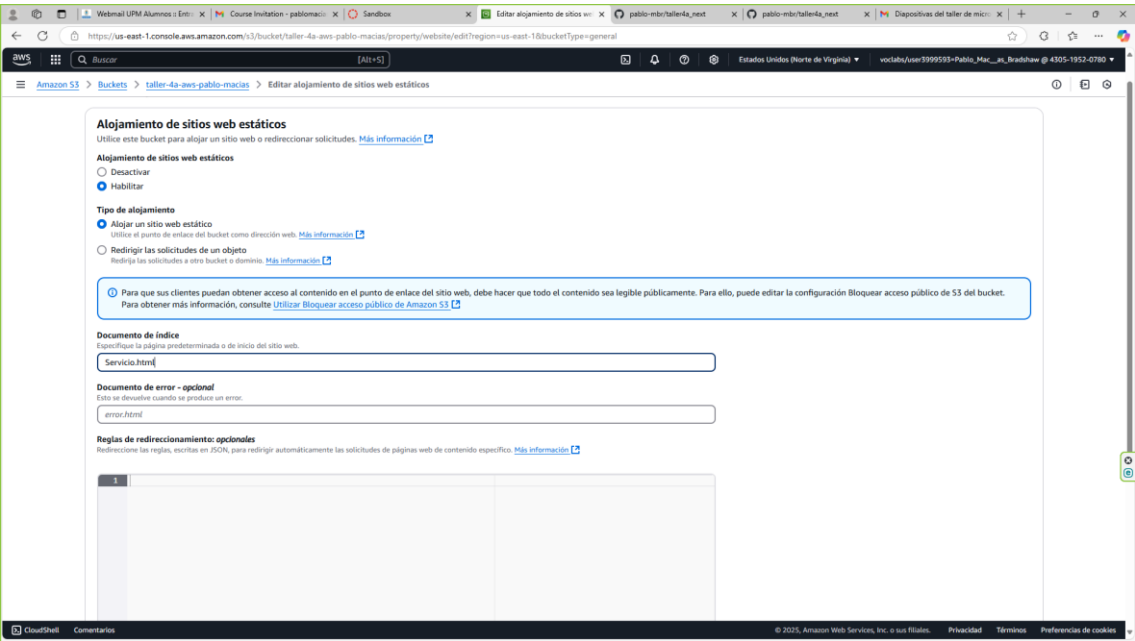 Webmail UPM Alumnos :: Entr
Course Invitation - pablomacia
Sandbox
Editar alojamiento de sitios we
pablo-mbr/taller4a_next
pablo-mbr/taller4a_next
Diapositivas del taller de micro
https://us-east-1.console.aws.amazon.com/s3/bucket/taller-4a-aws-pablo-macias/property/website/edit?region=us-east-1&bucketType=general
aws
Buscar
[Alt+S]
Estados Unidos (Norte de Virginia)
voclabs/user3999593=Pablo_Mac__as_Bradshaw @ 4305-1952-0780
Amazon S3 > Buckets > taller-4a-aws-pablo-macias > Editar alojamiento de sitios web estáticos
Alojamiento de sitios web estáticos
Utilice este bucket para alojar un sitio web o redireccionar solicitudes. Más información
Alojamiento de sitios web estáticos
Desactivar
Habilitar
Tipo de alojamiento
Alojar un sitio web estático
Utilice el punto de enlace del bucket como dirección web. Más información
Redirigir las solicitudes de un objeto
Redirija las solicitudes a otro bucket o dominio. Más información
Para que sus clientes puedan obtener acceso al contenido en el punto de enlace del sitio web, debe hacer que todo el contenido sea legible públicamente. Para ello, puede editar la configuración Bloquear acceso público de S3 del bucket.
Para obtener más información, consulte Utilizar Bloquear acceso público de Amazon S3
Documento de índice
Especifique la página predeterminada o de inicio del sitio web.
Servicio.html
Documento de error - opcional
Esto se devuelve cuando se produce un error.
error.html
Reglas de redireccionamiento: opcionales
Redireccione las reglas, escritas en JSON, para redirigir automáticamente las solicitudes de páginas web de contenido específico. Más información
1
CloudShell
Comentarios
© 2025, Amazon Web Services, Inc. o sus filiales.
Privacidad
Términos
Preferencias de cookies